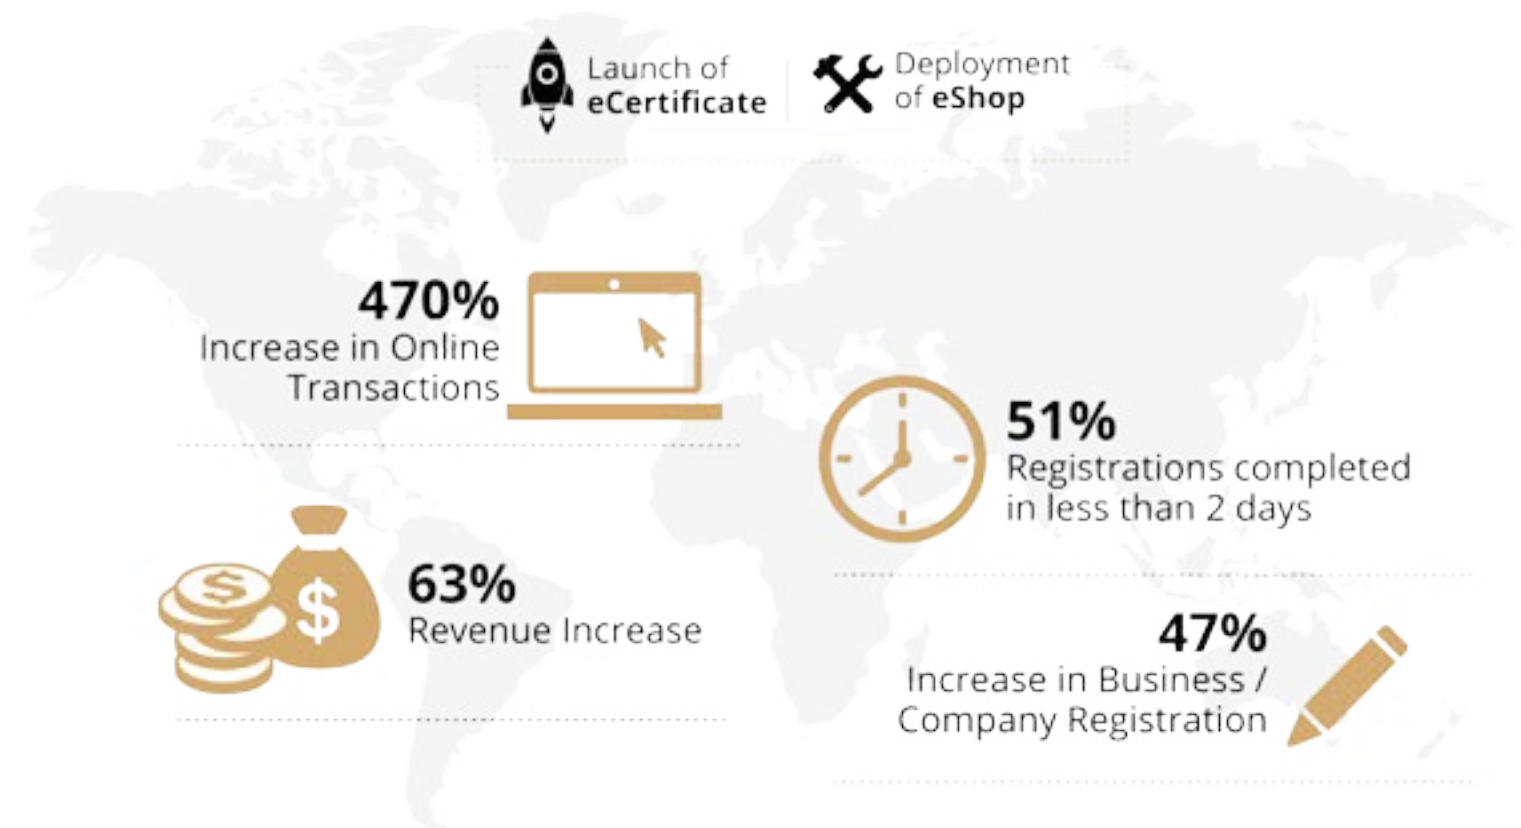 Launch of
eCertificate
Deployment
of eShop
470%
Increase in Online
Transactions
51%
Registrations completed
in less than 2 days
$
$
63%
Revenue Increase
47%
Increase in Business /
Company Registration